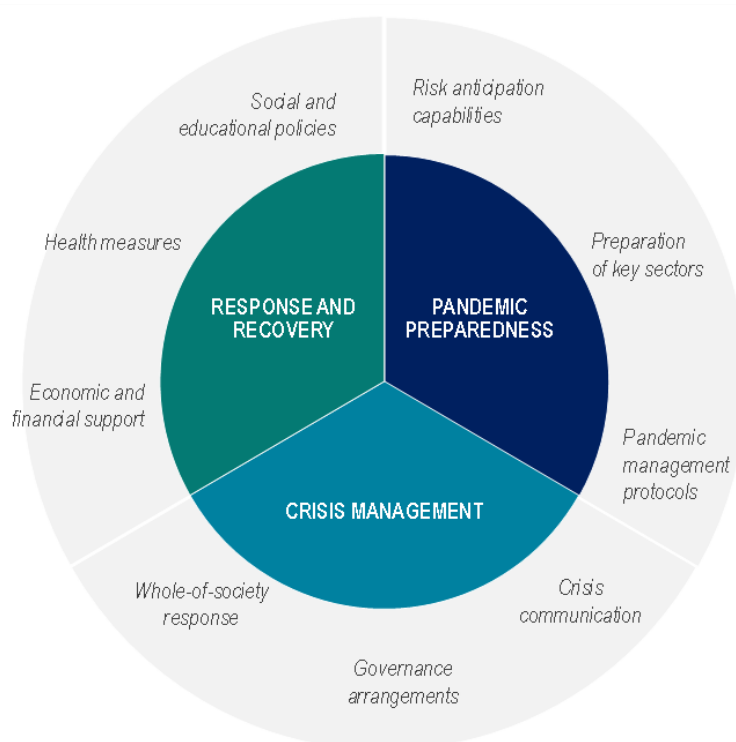 Social and
educational policies
Risk anticipation
capabilities
Health measures
Preparation
of key sectors
RESPONSE AND
RECOVERY
PANDEMIC
PREPAREDNESS
Economic and
financial support
Pandemic
management
protocols
CRISIS MANAGEMENT
Whole-of-society
response
Crisis
communication
Governance
arrangements